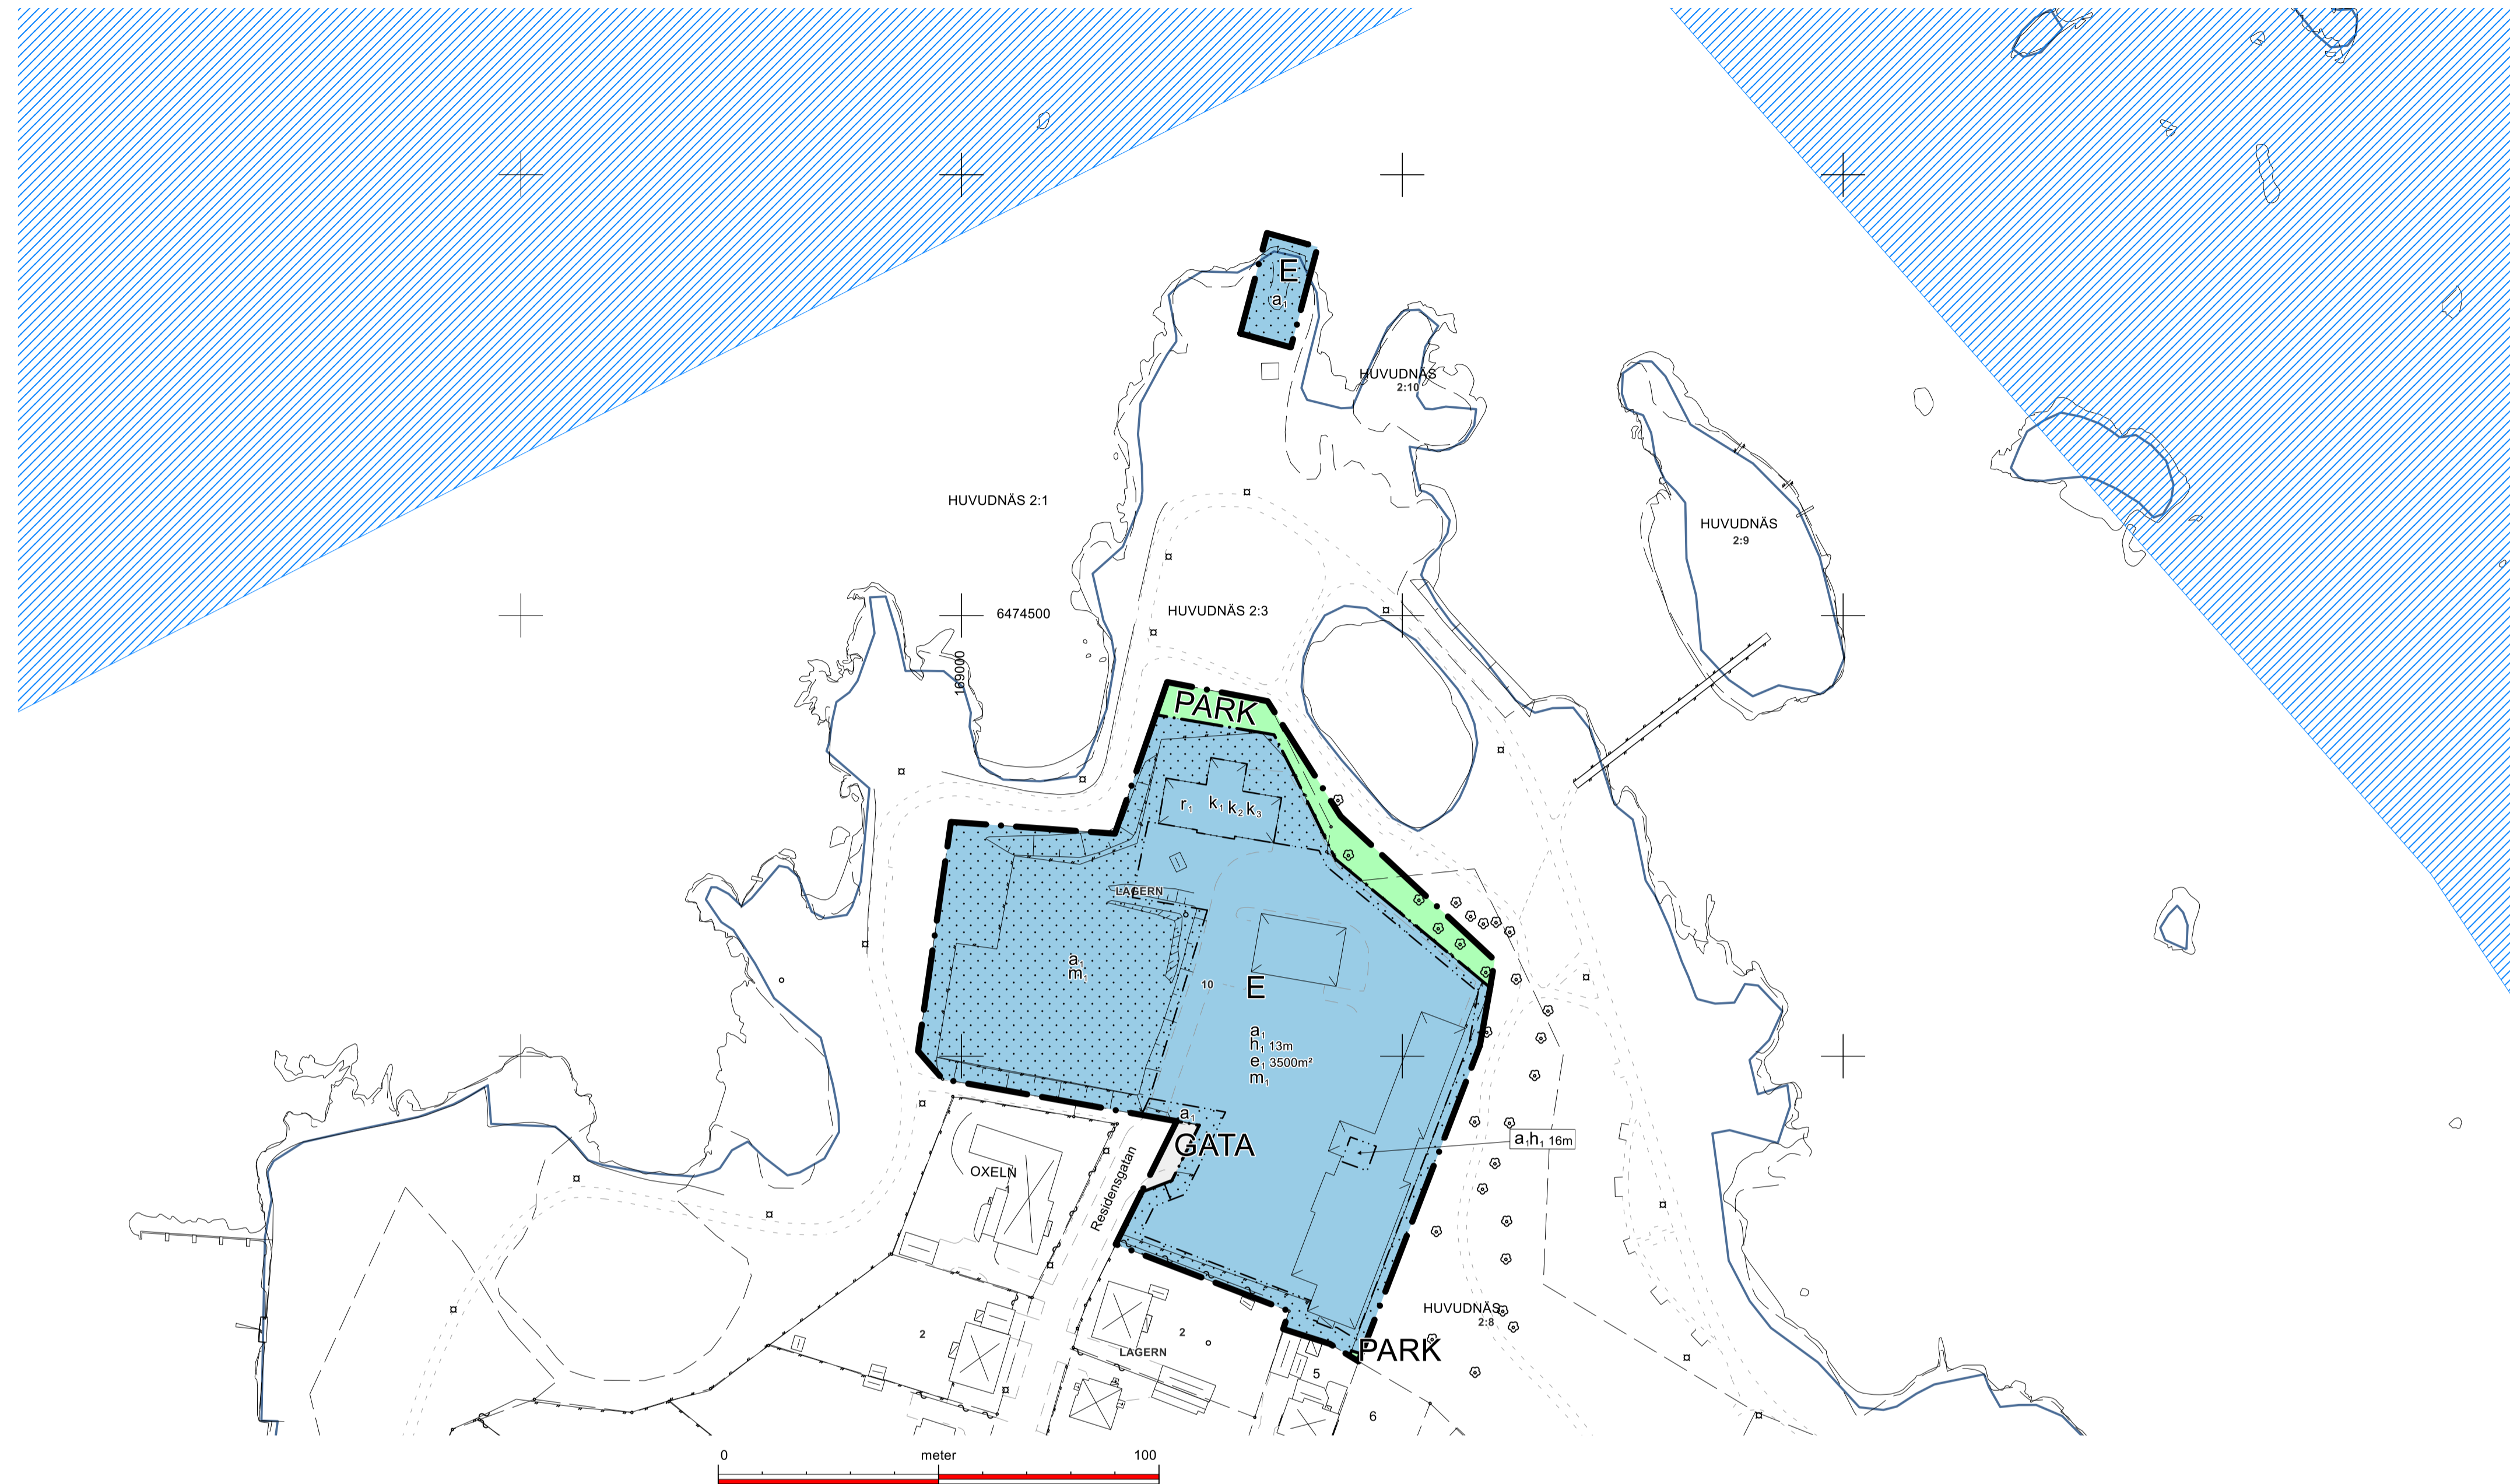 E
a₁
HUVUDNÄS
2:10
HUVUDNÄS 2:1
HUVUDNÄS
2:9
6474500
HUVUDNÄS 2:3
169000
PARK
r₁ k₁ k₂ k₃
LAGERN
a₁
m₁
10
E
a₁
h₁ 13m
e₁ 3500m²
m₁
a₁
GATA
a₁h₁ 16m
OXELN
1
Residensgatan
HUVUDNÄS
2:8
2
2
LAGERN
PARK
5
6
0 meter 100